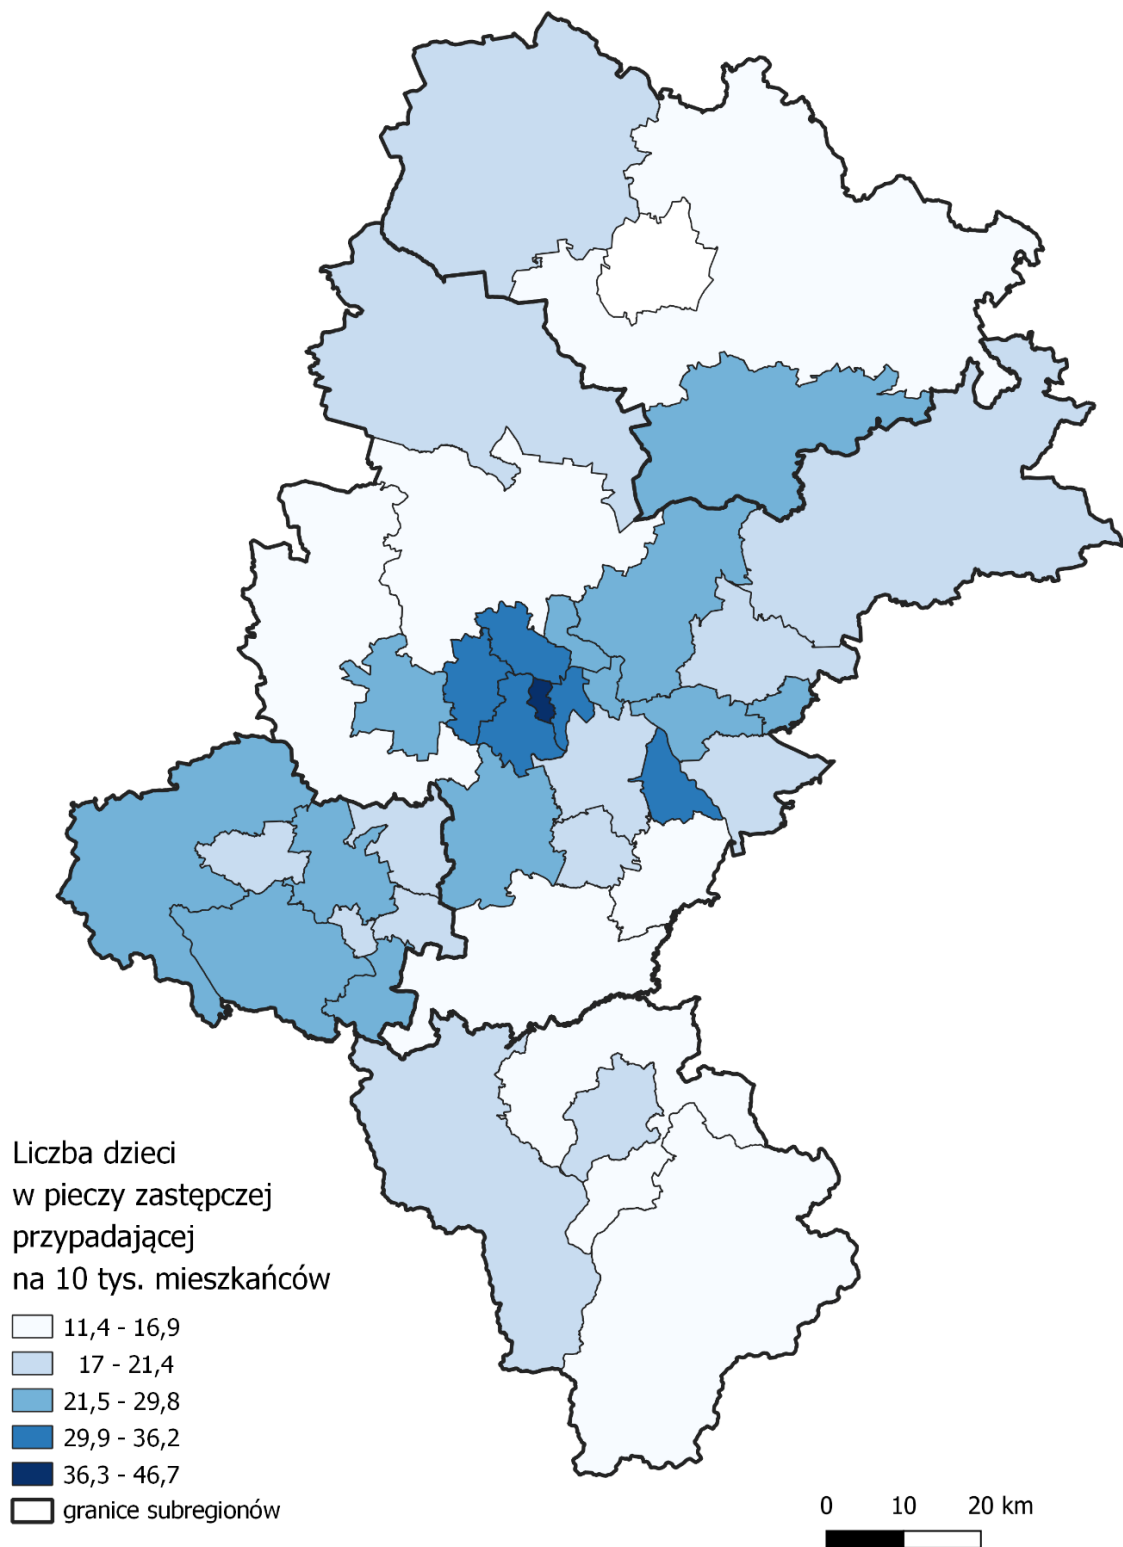 Liczba dzieci
w pieczy zastępczej
przypadającej
na 10 tys. mieszkańców
11,4 - 16,9
17 - 21,4
21,5 - 29,8
29,9 - 36,2
36,3 - 46,7
granice subregionów
0 10 20 km